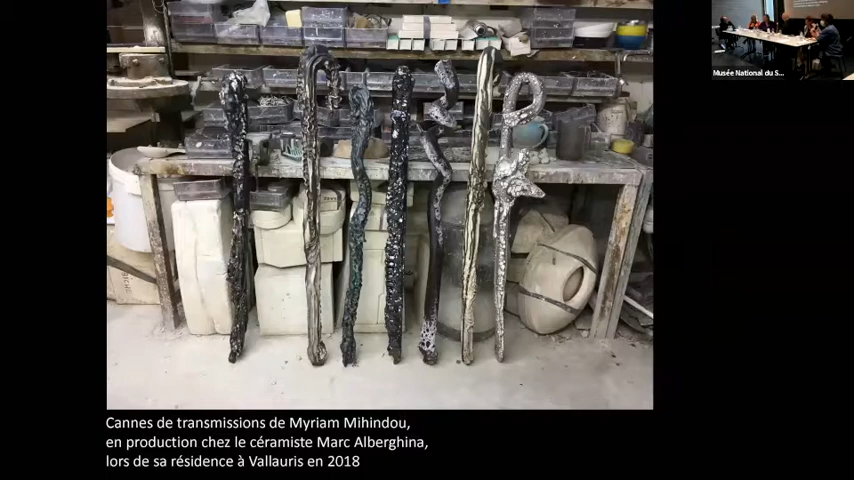 Musée National du S...
Cannes de transmissions de Myriam Mihindou,
en production chez le céramiste Marc Alberghina,
lors de sa résidence à Vallauris en 2018